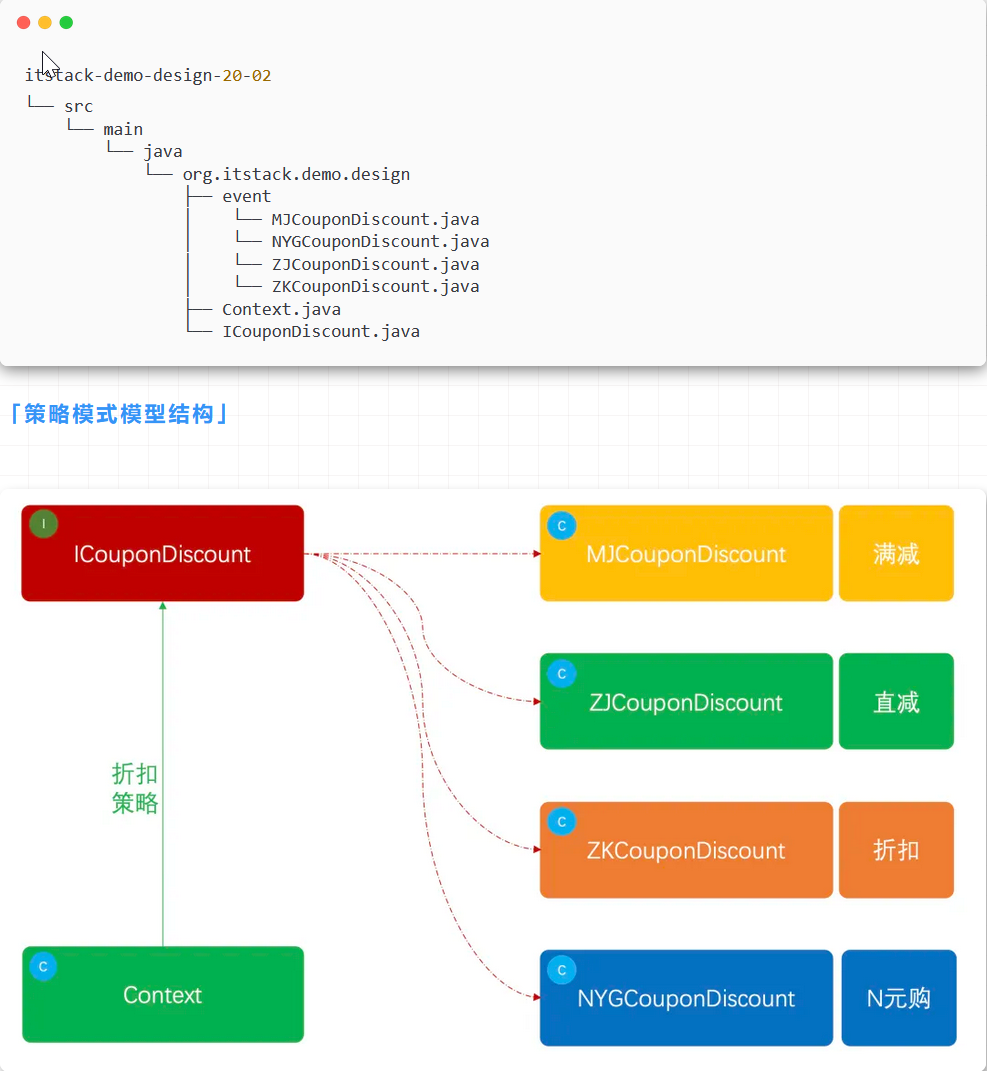 itstack-demo-design-20-02
└── src
    └── main
        └── java
            └── org.itstack.demo.design
                ├── event
                │    └── MJCouponDiscount.java
                │    └── NYGCouponDiscount.java
                │    └── ZJCouponDiscount.java
                │    └── ZKCouponDiscount.java
                ├── Context.java
                └── ICouponDiscount.java
「策略模式模型结构」
I
ICouponDiscount
C
MJCouponDiscount
满减
C
ZJCouponDiscount
直减
折扣
策略
C
ZKCouponDiscount
折扣
C
Context
C
NYGCouponDiscount
N元购